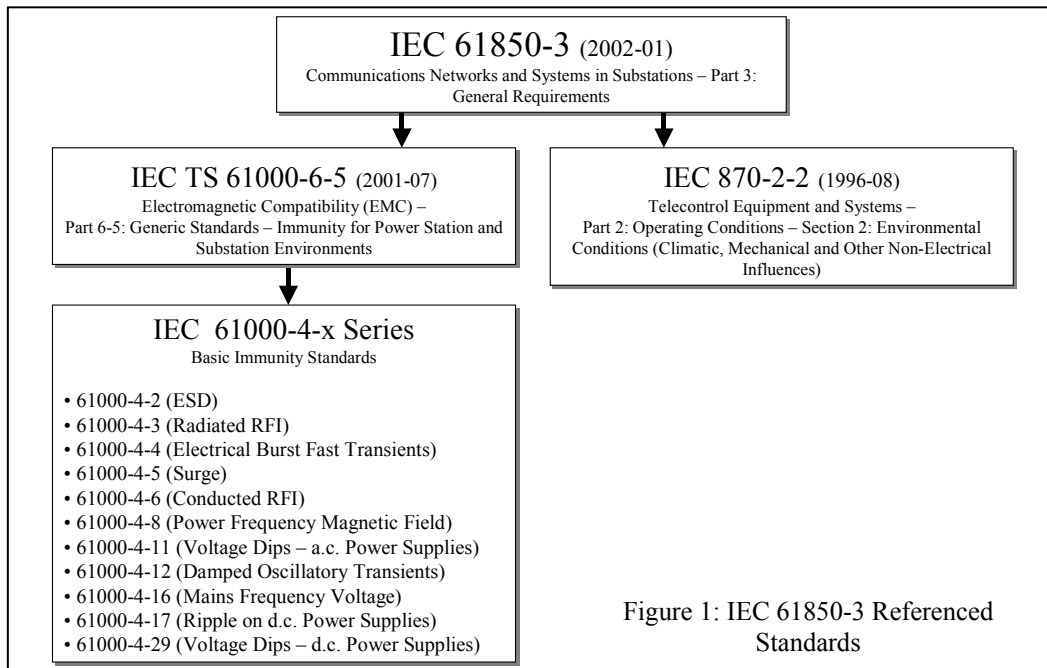 IEC 61850-3 (2002-01)
Communications Networks and Systems in Substations – Part 3:
General Requirements
IEC TS 61000-6-5 (2001-07)
Electromagnetic Compatibility (EMC) –
Part 6-5: Generic Standards – Immunity for Power Station and
Substation Environments
IEC 870-2-2 (1996-08)
Telecontrol Equipment and Systems –
Part 2: Operating Conditions – Section 2: Environmental
Conditions (Climatic, Mechanical and Other Non-Electrical
Influences)
IEC 61000-4-x Series
Basic Immunity Standards
• 61000-4-2 (ESD)
• 61000-4-3 (Radiated RFI)
• 61000-4-4 (Electrical Burst Fast Transients)
• 61000-4-5 (Surge)
• 61000-4-6 (Conducted RFI)
• 61000-4-8 (Power Frequency Magnetic Field)
• 61000-4-11 (Voltage Dips – a.c. Power Supplies)
• 61000-4-12 (Damped Oscillatory Transients)
• 61000-4-16 (Mains Frequency Voltage)
• 61000-4-17 (Ripple on d.c. Power Supplies)
• 61000-4-29 (Voltage Dips – d.c. Power Supplies)
Figure 1: IEC 61850-3 Referenced
Standards